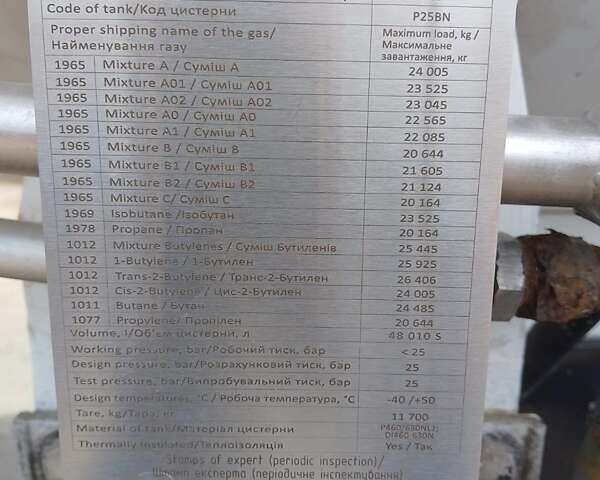 Code of tank/Код цистерни P25BN
Proper shipping name of the gas/ Maximum load, kg /
Найменування газу Максимальне
завантаження, кг
1965 Mixture A / Суміш А 24 005
1965 Mixture A01 / Суміш А01 23 525
1965 Mixture A02 / Суміш А02 23 045
1965 Mixture A0 / Суміш А0 22 565
1965 Mixture A1 / Суміш А1 22 085
1965 Mixture B / Суміш В 20 644
1965 Mixture B1 / Суміш В1 21 605
1965 Mixture B2 / Суміш В2 21 124
1965 Mixture C/ Суміш С 20 164
1969 Isobutane /Ізобутан 23 525
1978 Propane / Пропан 20 164
1012 Mixture Butylenes / Суміш Бутиленів 25 445
1012 1-Butylene / 1-Бутилен 25 925
1012 Trans-2-Butylene / Транс-2-Бутилен 26 406
1012 Cis-2-Butylene / Цис-2-Бутилен 24 005
1011 Butane / Бутан 24 485
1077 Propylene/ Пропілен 20 644
Volume, l/Об'єм цистерни, л 48 010 S
Working pressure, bar/Робочий тиск, бар < 25
Design pressure, bar/Розрахунковий тиск, бар 25
Test pressure, bar/Випробувальний тиск, бар 25
Design temperatures, °C / Робоча температура, °C -40 /+50
Tare, kg/Тара, кг 11 700
Material of tank/Матеріал цистерни P460/630NL2;
DI460-630N
Thermally insulated/Теплоізоляція Yes / Так
Stamps of expert (periodic inspection)/
Штамп експерта (періодичне інспектування)